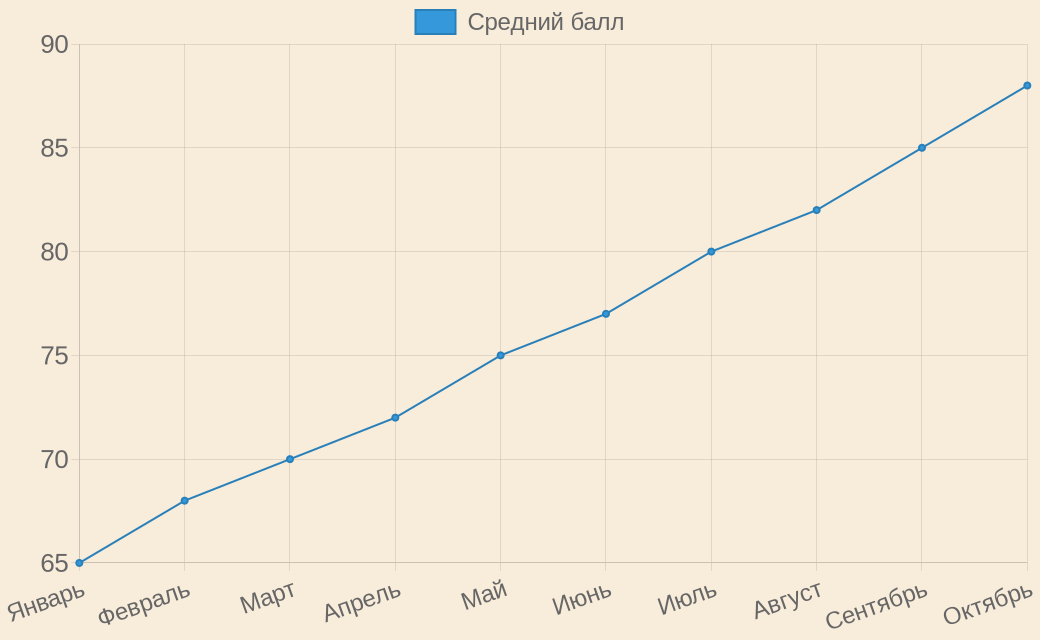 Средний балл
90
85
80
75
70
65
Январь
Февраль
Март
Апрель
Май
Июнь
Июль
Август
Сентябрь
Октябрь